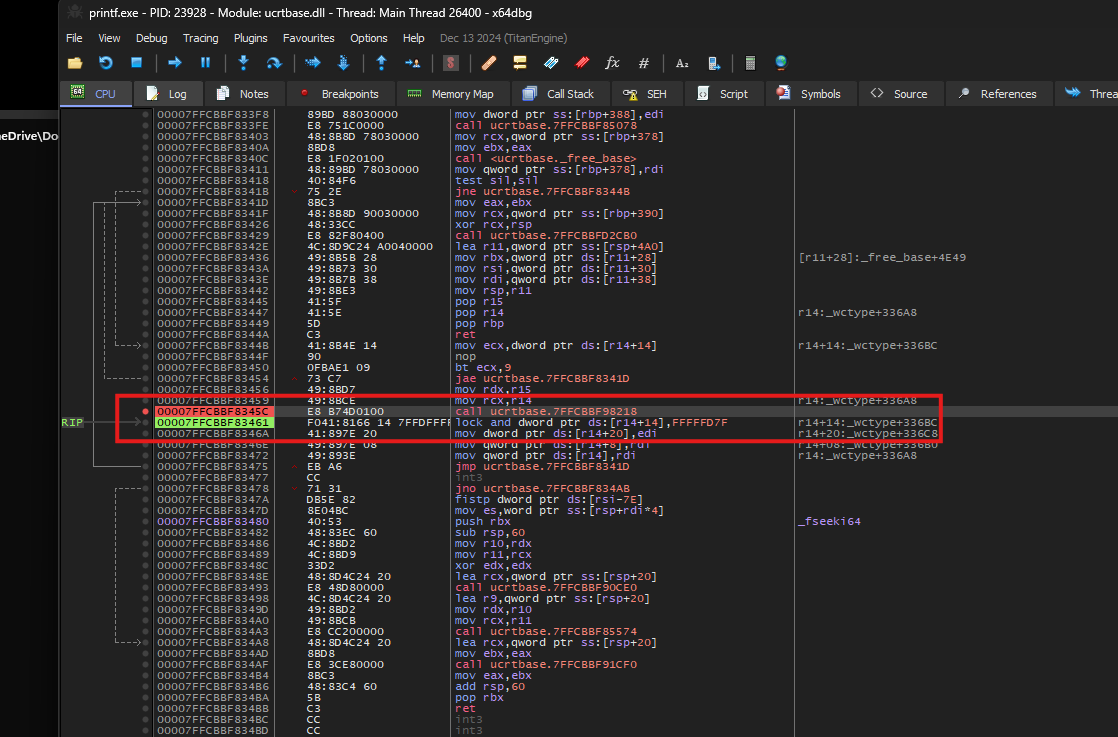 printf.exe - PID: 23928 - Module: ucrtbase.dll - Thread: Main Thread 26400 - x64dbg
File View Debug Tracing Plugins Favourites Options Help Dec 13 2024 (TitanEngine)
CPU Log Notes Breakpoints Memory Map Call Stack SEH Script Symbols Source References Threa
neDrive\Do
00007FFCBBF833F8 89BD 88030000 mov dword ptr ss:[rbp+388],edi
00007FFCBBF833FE E8 751C0000 call ucrtbase.7FFCBBF85078
00007FFCBBF83403 48:8B8D 78030000 mov rcx,qword ptr ss:[rbp+378]
00007FFCBBF8340A 8BD8 mov ebx,eax
00007FFCBBF8340C E8 1F020100 call <ucrtbase._free_base>
00007FFCBBF83411 48:89BD 78030000 mov qword ptr ss:[rbp+378],rdi
00007FFCBBF83418 40:84F6 test sil,sil
00007FFCBBF8341B 75 2E jne ucrtbase.7FFCBBF8344B
00007FFCBBF8341D 8BC3 mov eax,ebx
00007FFCBBF8341F 48:8B8D 90030000 mov rcx,qword ptr ss:[rbp+390]
00007FFCBBF83426 48:33CC xor rcx,rsp
00007FFCBBF83429 E8 82F80400 call ucrtbase.7FFCBBFD2CB0
00007FFCBBF8342E 4C:8D9C24 A0040000 lea r11,qword ptr ss:[rsp+4A0]
00007FFCBBF83436 49:8B5B 28 mov rbx,qword ptr ds:[r11+28] [r11+28]:_free_base+4E49
00007FFCBBF8343A 49:8B73 30 mov rsi,qword ptr ds:[r11+30]
00007FFCBBF8343E 49:8B7B 38 mov rdi,qword ptr ds:[r11+38]
00007FFCBBF83442 49:8BE3 mov rsp,r11
00007FFCBBF83445 41:5F pop r15
00007FFCBBF83447 41:5E pop r14 r14:_wctype+336A8
00007FFCBBF83449 5D pop rbp
00007FFCBBF8344A C3 ret
00007FFCBBF8344B 41:8B4E 14 mov ecx,dword ptr ds:[r14+14] r14+14:_wctype+336BC
00007FFCBBF8344F 90 nop
00007FFCBBF83450 0FBAE1 09 bt ecx,9
00007FFCBBF83454 73 C7 jae ucrtbase.7FFCBBF8341D
00007FFCBBF83456 49:8BD7 mov rdx,r15
00007FFCBBF83459 49:8BCE mov rcx,r14 r14:_wctype+336A8
00007FFCBBF8345C E8 B74D0100 call ucrtbase.7FFCBBF98218
RIP 00007FFCBBF83461 F041:8166 14 7FFDFFFF lock and dword ptr ds:[r14+14],FFFFFD7F r14+14:_wctype+336BC
00007FFCBBF8346A 41:897E 20 mov dword ptr ds:[r14+20],edi r14+20:_wctype+336C8
00007FFCBBF8346E 49:897E 08 mov qword ptr ds:[r14+8],rdi r14+08:_wctype+336B0
00007FFCBBF83472 49:893E mov qword ptr ds:[r14],rdi r14:_wctype+336A8
00007FFCBBF83475 EB A6 jmp ucrtbase.7FFCBBF8341D
00007FFCBBF83477 CC int3
00007FFCBBF83478 71 31 jno ucrtbase.7FFCBBF834AB
00007FFCBBF8347A DB5E 82 fistp dword ptr ds:[rsi-7E]
00007FFCBBF8347D 8E04BC mov es,word ptr ss:[rsp+rdi*4]
00007FFCBBF83480 40:53 push rbx _fseeki64
00007FFCBBF83482 48:83EC 60 sub rsp,60
00007FFCBBF83486 4C:8BD2 mov r10,rdx
00007FFCBBF83489 4C:8BD9 mov r11,rcx
00007FFCBBF8348C 33D2 xor edx,edx
00007FFCBBF8348E 48:8D4C24 20 lea rcx,qword ptr ss:[rsp+20]
00007FFCBBF83493 E8 48D80000 call ucrtbase.7FFCBBF90CE0
00007FFCBBF83498 4C:8D4C24 20 lea r9,qword ptr ss:[rsp+20]
00007FFCBBF8349D 49:8BD2 mov rdx,r10
00007FFCBBF834A0 49:8BCB mov rcx,r11
00007FFCBBF834A3 E8 CC200000 call ucrtbase.7FFCBBF85574
00007FFCBBF834A8 48:8D4C24 20 lea rcx,qword ptr ss:[rsp+20]
00007FFCBBF834AD 8BD8 mov ebx,eax
00007FFCBBF834AF E8 3CE80000 call ucrtbase.7FFCBBF91CF0
00007FFCBBF834B4 8BC3 mov eax,ebx
00007FFCBBF834B6 48:83C4 60 add rsp,60
00007FFCBBF834BA 5B pop rbx
00007FFCBBF834BB C3 ret
00007FFCBBF834BC CC int3
00007FFCBBF834BD CC int3